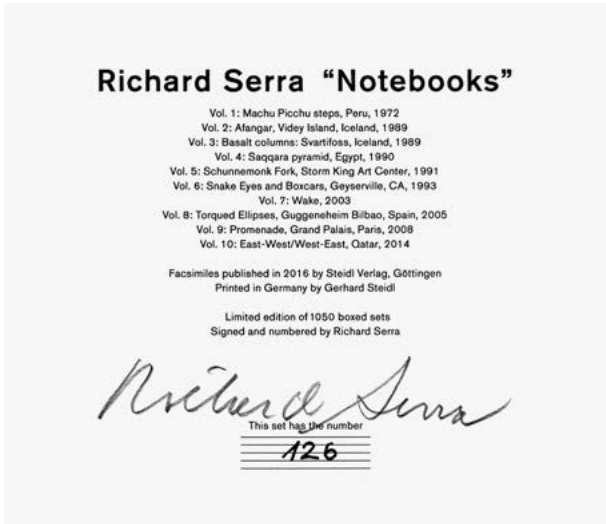 Richard Serra “Notebooks”
Vol. 1: Machu Picchu steps, Peru, 1972
Vol. 2: Afangar, Videy Island, Iceland, 1989
Vol. 3: Basalt columns: Svartifoss, Iceland, 1989
Vol. 4: Saqqara pyramid, Egypt, 1990
Vol. 5: Schunnemonk Fork, Storm King Art Center, 1991
Vol. 6: Snake Eyes and Boxcars, Geyserville, CA, 1993
Vol. 7: Wake, 2003
Vol. 8: Torqued Ellipses, Guggeneheim Bilbao, Spain, 2005
Vol. 9: Promenade, Grand Palais, Paris, 2008
Vol. 10: East-West/West-East, Qatar, 2014
Facsimiles published in 2016 by Steidl Verlag, Göttingen
Printed in Germany by Gerhard Steidl
Limited edition of 1050 boxed sets
Signed and numbered by Richard Serra
Richard Serra
This set has the number
126